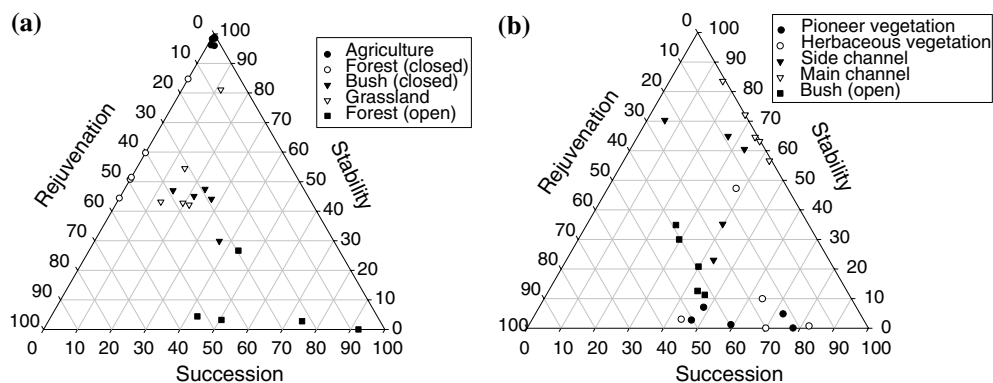 (a)
0
100
10
90
20
80
30
70
40
60
50
50
60
40
70
30
80
20
90
10
100
0
0 10 20 30 40 50 60 70 80 90 100
Rejuvenation
Stability
Succession
Agriculture
Forest (closed)
Bush (closed)
Grassland
Forest (open)
(b)
0
100
10
90
20
80
30
70
40
60
50
50
60
40
70
30
80
20
90
10
100
0
0 10 20 30 40 50 60 70 80 90 100
Rejuvenation
Stability
Succession
Pioneer vegetation
Herbaceous vegetation
Side channel
Main channel
Bush (open)